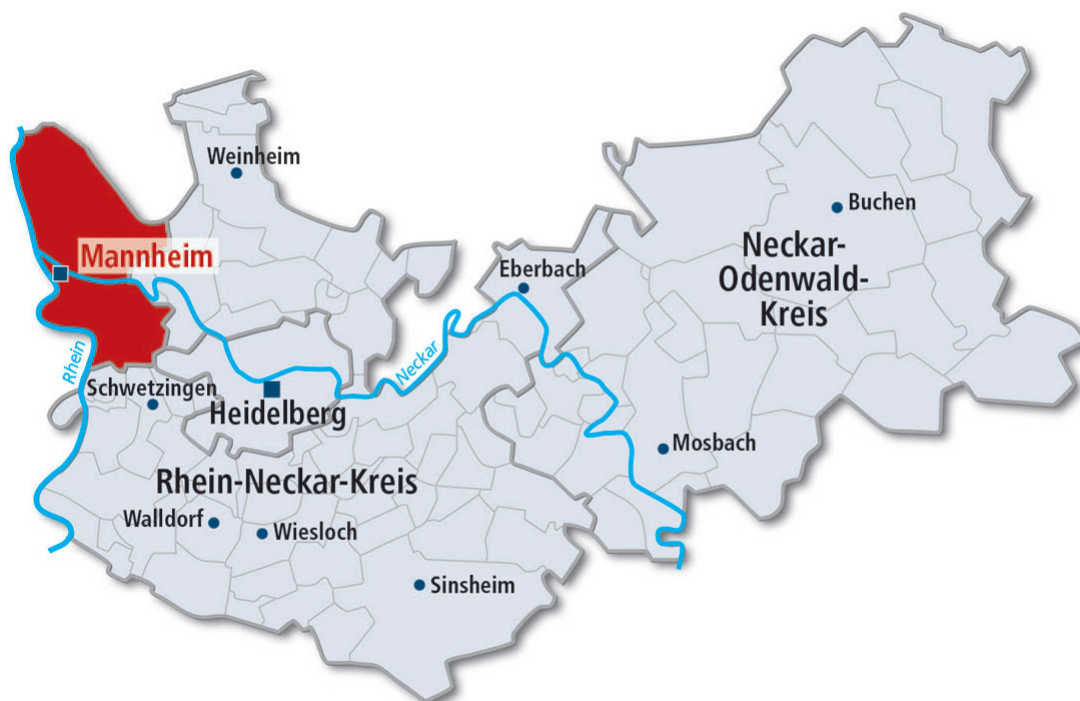 Weinheim
Buchen
Mannheim
Neckar-
Odenwald-
Kreis
Eberbach
Rhein
Neckar
Schwetzingen
Heidelberg
Mosbach
Rhein-Neckar-Kreis
Walldorf
Wiesloch
Sinsheim